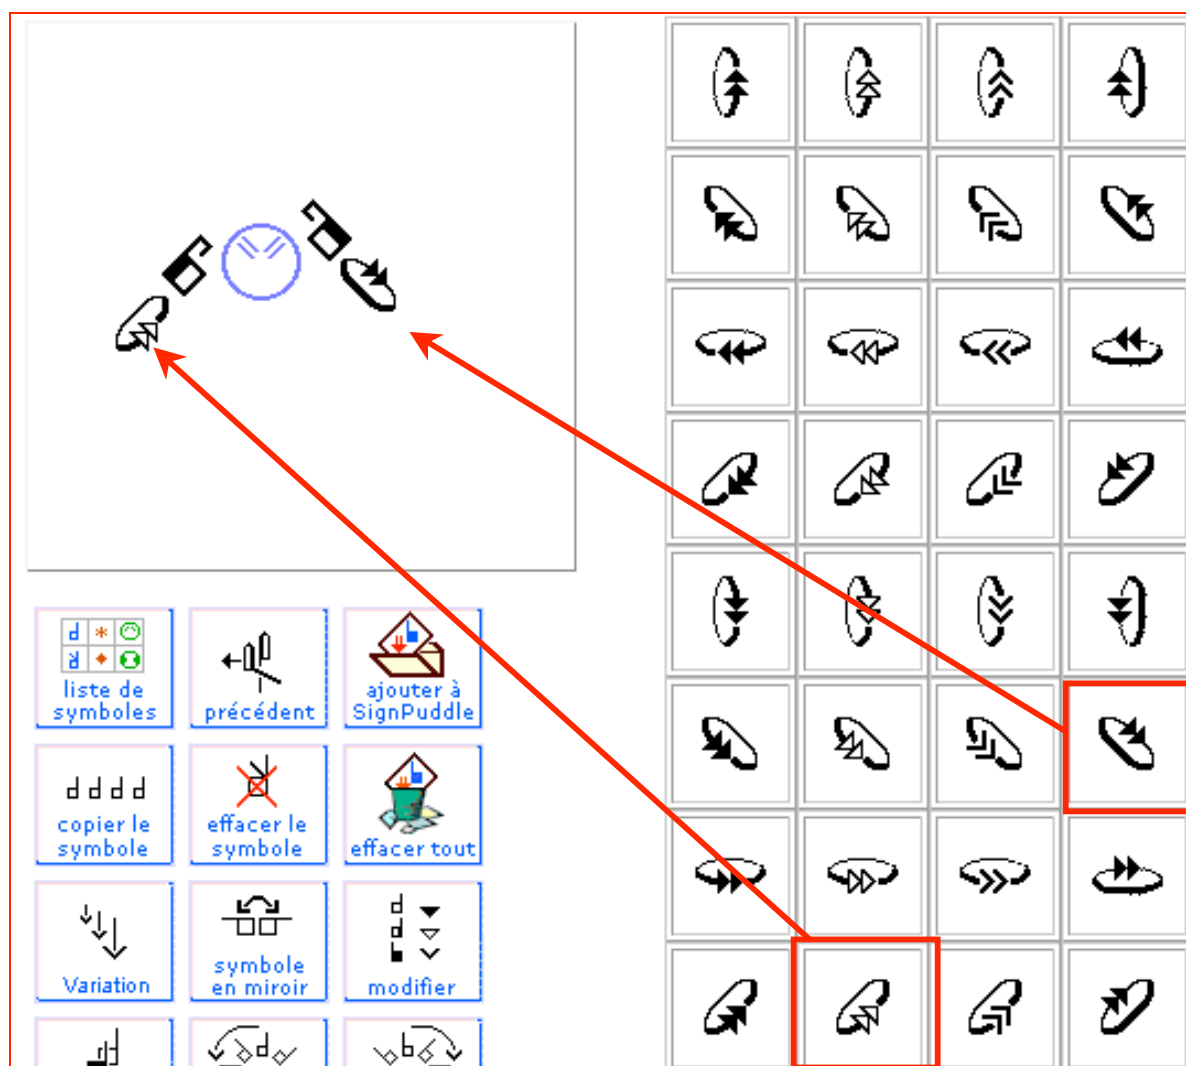 liste de
symboles
précédent
ajouter à
SignPuddle
copier le
symbole
effacer le
symbole
effacer tout
Variation
symbole
en miroir
modifier